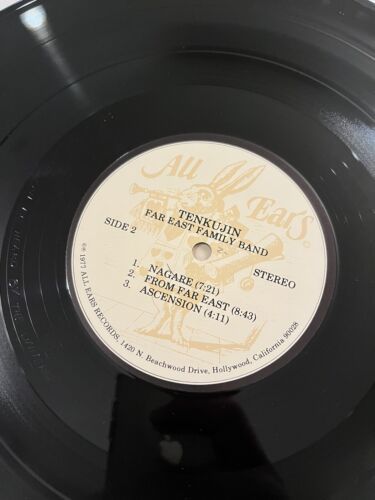 All Ears
TENKUJIN
FAR EAST FAMILY BAND
SIDE 2
STEREO
1. NAGARE (7:21)
2. FROM FAR EAST (8:43)
3. ASCENSION (4:11)
℗ 1977 ALL EARS RECORDS, 1420 N. Beachwood Drive, Hollywood, California 90028